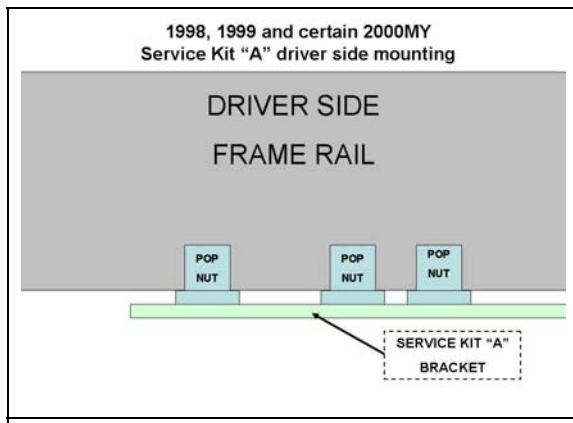 1998, 1999 and certain 2000MY
Service Kit “A” driver side mounting
DRIVER SIDE
FRAME RAIL
POP
NUT
POP
NUT
POP
NUT
SERVICE KIT “A”
BRACKET